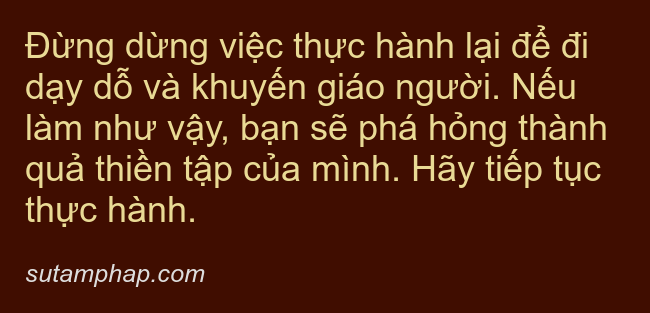 Đừng dừng việc thực hành lại để đi
dạy dỗ và khuyến giáo người. Nếu
làm như vậy, bạn sẽ phá hỏng thành
quả thiền tập của mình. Hãy tiếp tục
thực hành.
sutamphap.com